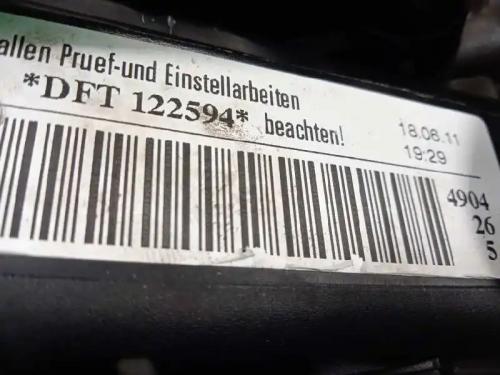 allen Pruef-und Einstellarbeiten
*DFT 122594* beachten!
18.06.11
19:29
4904
26
5